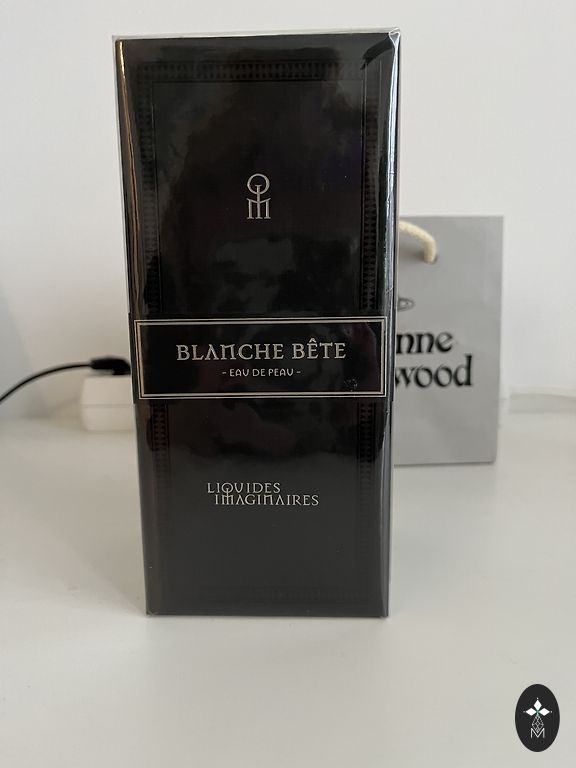 BLANCHE BÊTE
- EAU DE PEAU -
LIQUIDES
IMAGINAIRES
nne
wood